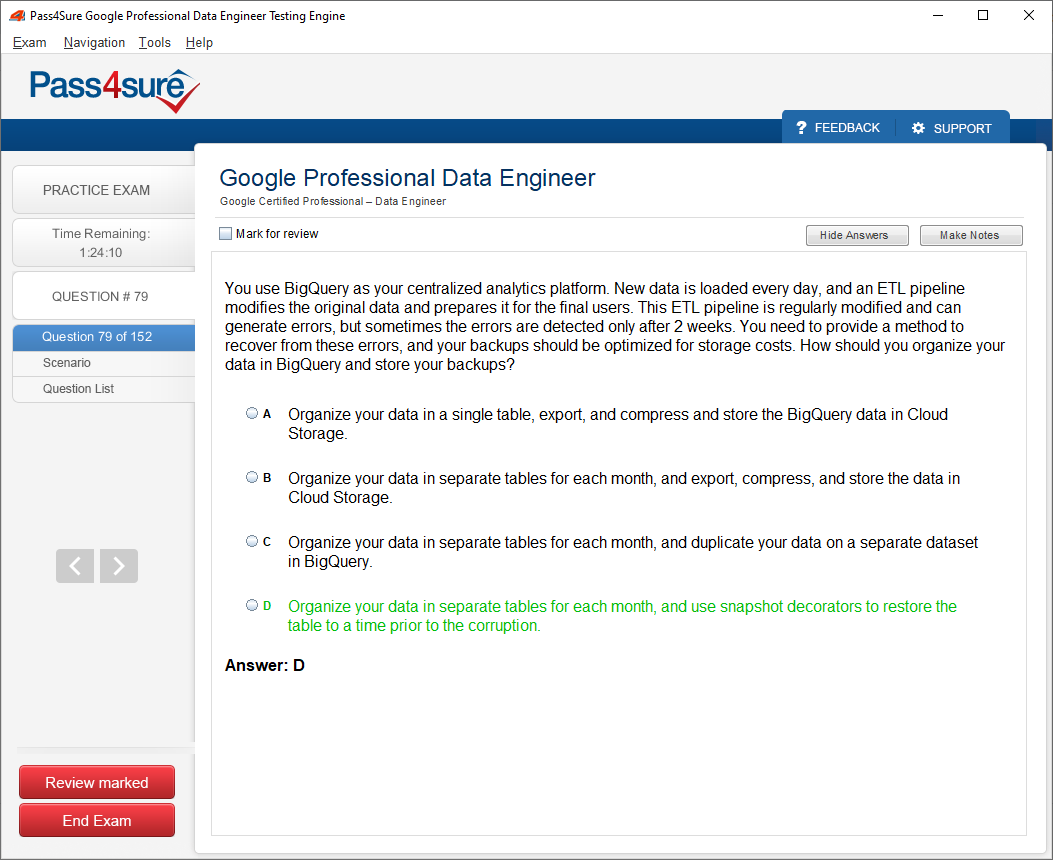 Pass4Sure Google Professional Data Engineer Testing Engine
Exam Navigation Tools Help
Pass4sure
? FEEDBACK SUPPORT
PRACTICE EXAM
Time Remaining:
1:24:10
QUESTION # 79
Question 79 of 152
Scenario
Question List
Review marked
End Exam
Google Professional Data Engineer
Google Certified Professional – Data Engineer
Mark for review
Hide Answers Make Notes
You use BigQuery as your centralized analytics platform. New data is loaded every day, and an ETL pipeline
modifies the original data and prepares it for the final users. This ETL pipeline is regularly modified and can
generate errors, but sometimes the errors are detected only after 2 weeks. You need to provide a method to
recover from these errors, and your backups should be optimized for storage costs. How should you organize your
data in BigQuery and store your backups?
A Organize your data in a single table, export, and compress and store the BigQuery data in Cloud
Storage.
B Organize your data in separate tables for each month, and export, compress, and store the data in
Cloud Storage.
C Organize your data in separate tables for each month, and duplicate your data on a separate dataset
in BigQuery.
D Organize your data in separate tables for each month, and use snapshot decorators to restore the
table to a time prior to the corruption.
Answer: D